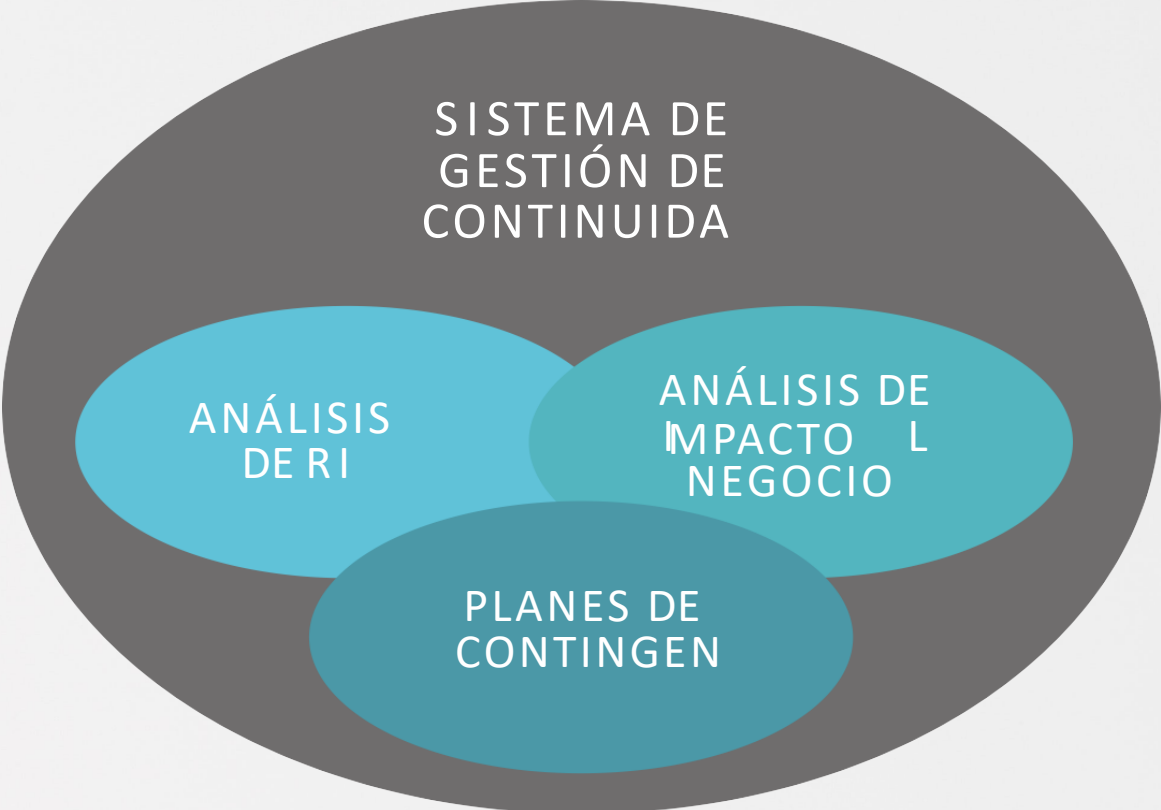 SISTEMA DE
GESTIÓN DE
CONTINUIDA
ANÁLISIS
DE RI
ANÁLISIS DE
IMPACTO L
NEGOCIO
PLANES DE
CONTINGEN